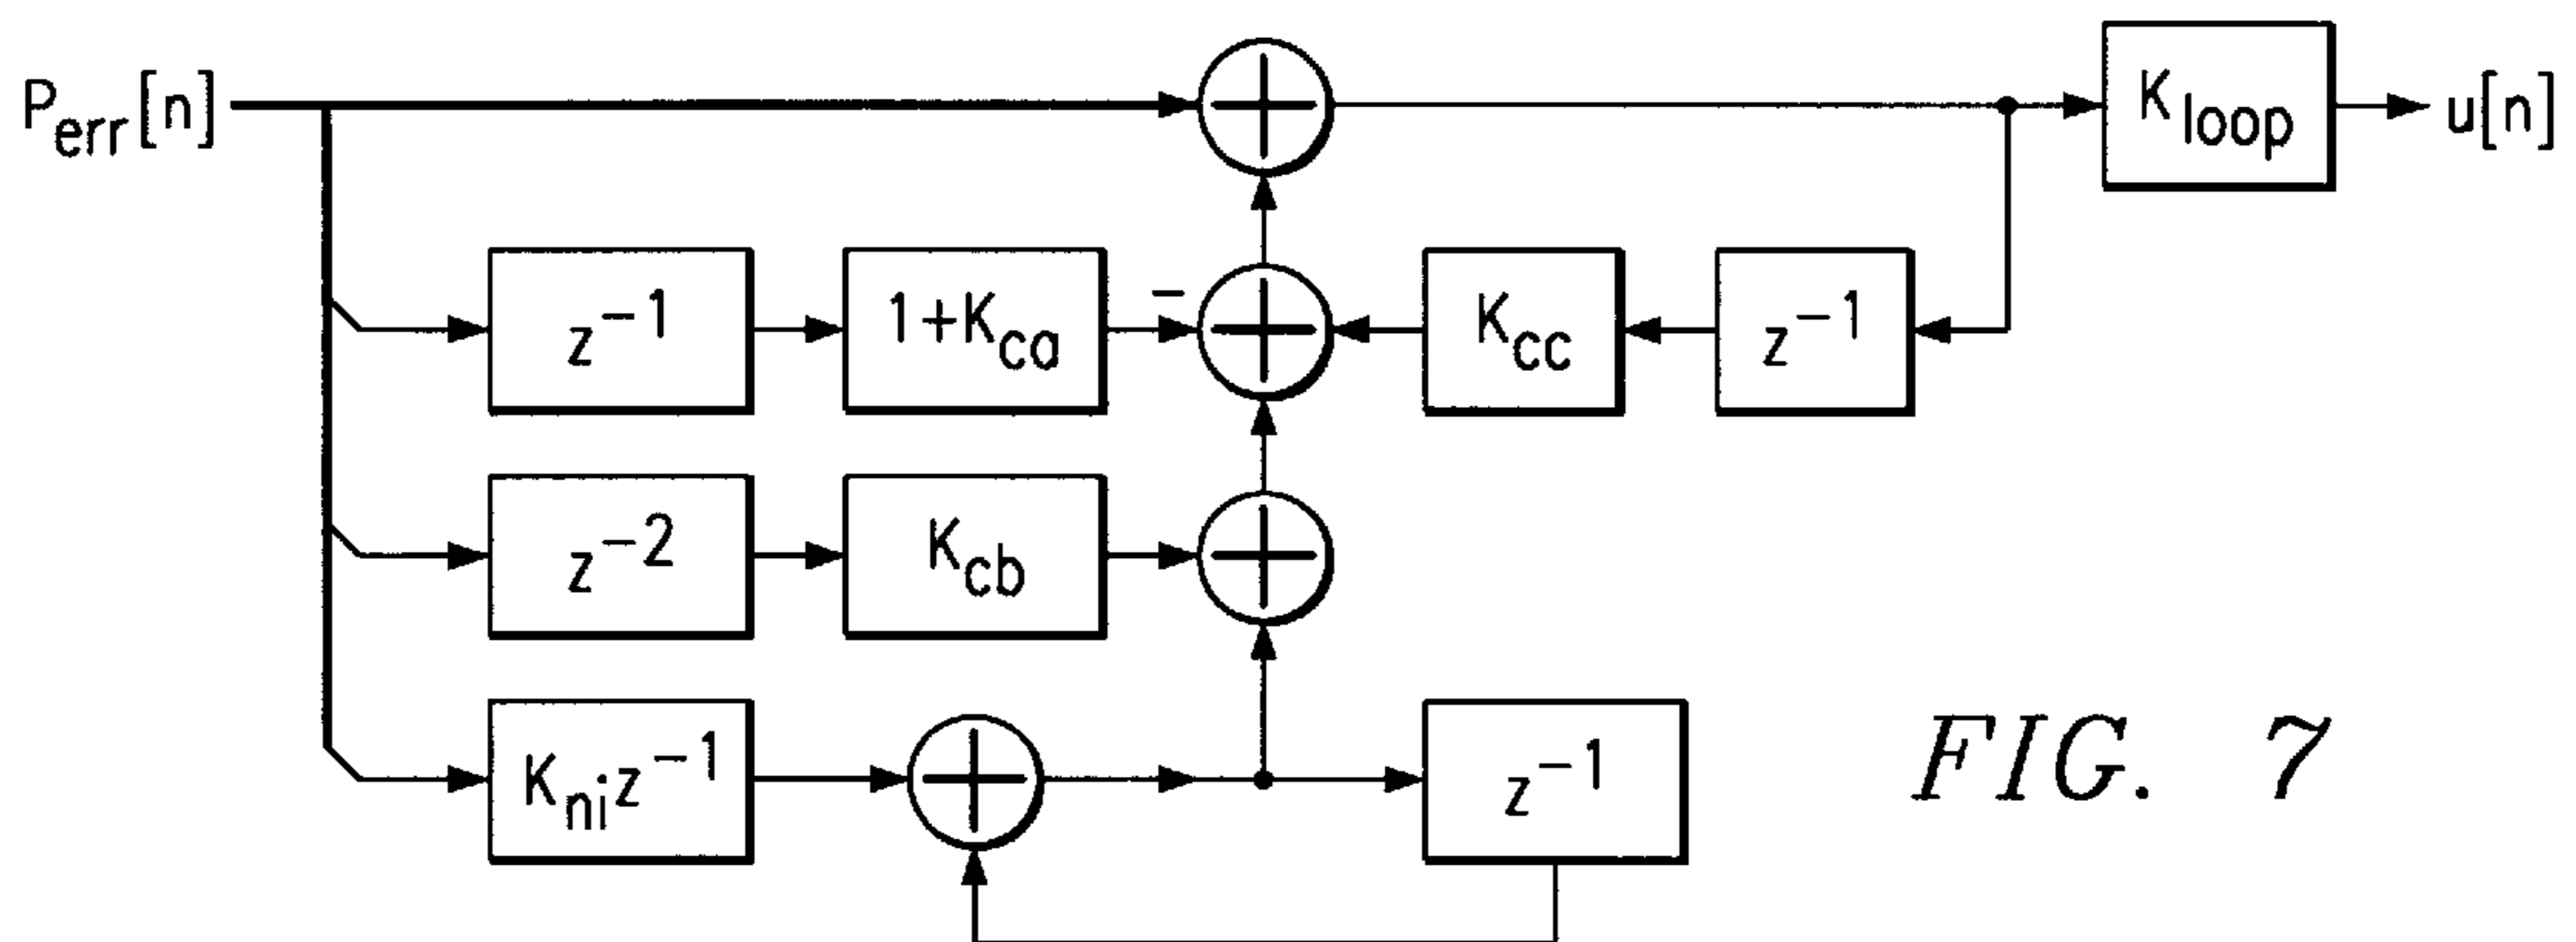 P_err[n]
K_loop
u[n]
z^-1
1+K_ca
-
K_cc
z^-1
z^-2
K_cb
K_ni z^-1
z^-1
FIG. 7